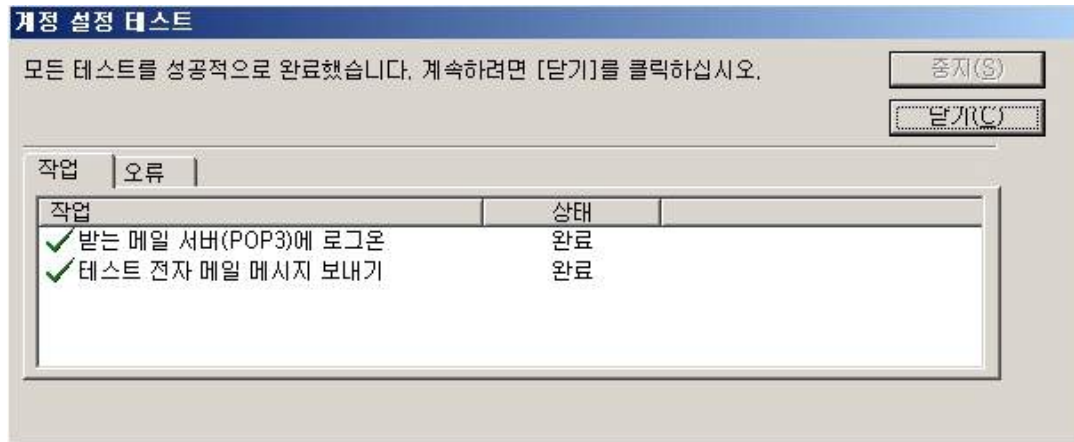 계정 설정 테스트
모든 테스트를 성공적으로 완료했습니다. 계속하려면 [닫기]를 클릭하십시오.
중지(S)
닫기(C)
작업 오류
작업 상태
받는 메일 서버(POP3)에 로그온 완료
테스트 전자 메일 메시지 보내기 완료